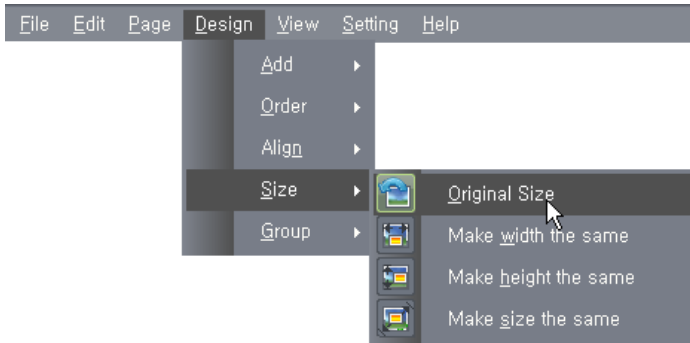 File Edit Page Design View Setting Help
Add
Order
Align
Size
Original Size
Group
Make width the same
Make height the same
Make size the same